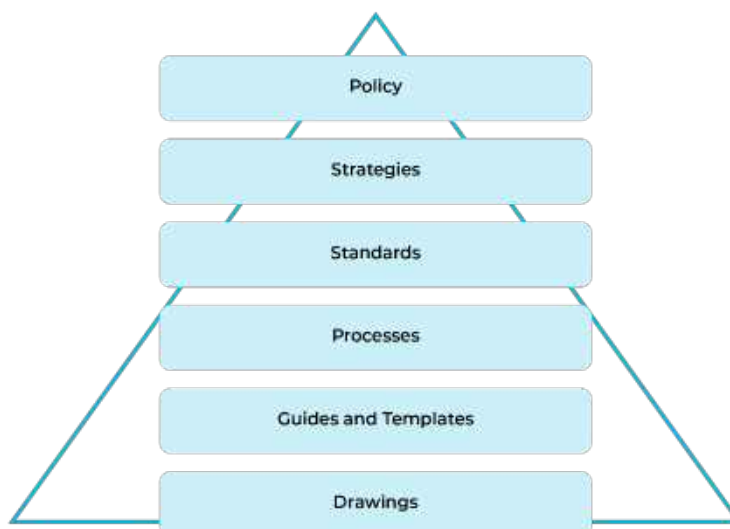 Policy
Strategies
Standards
Processes
Guides and Templates
Drawings